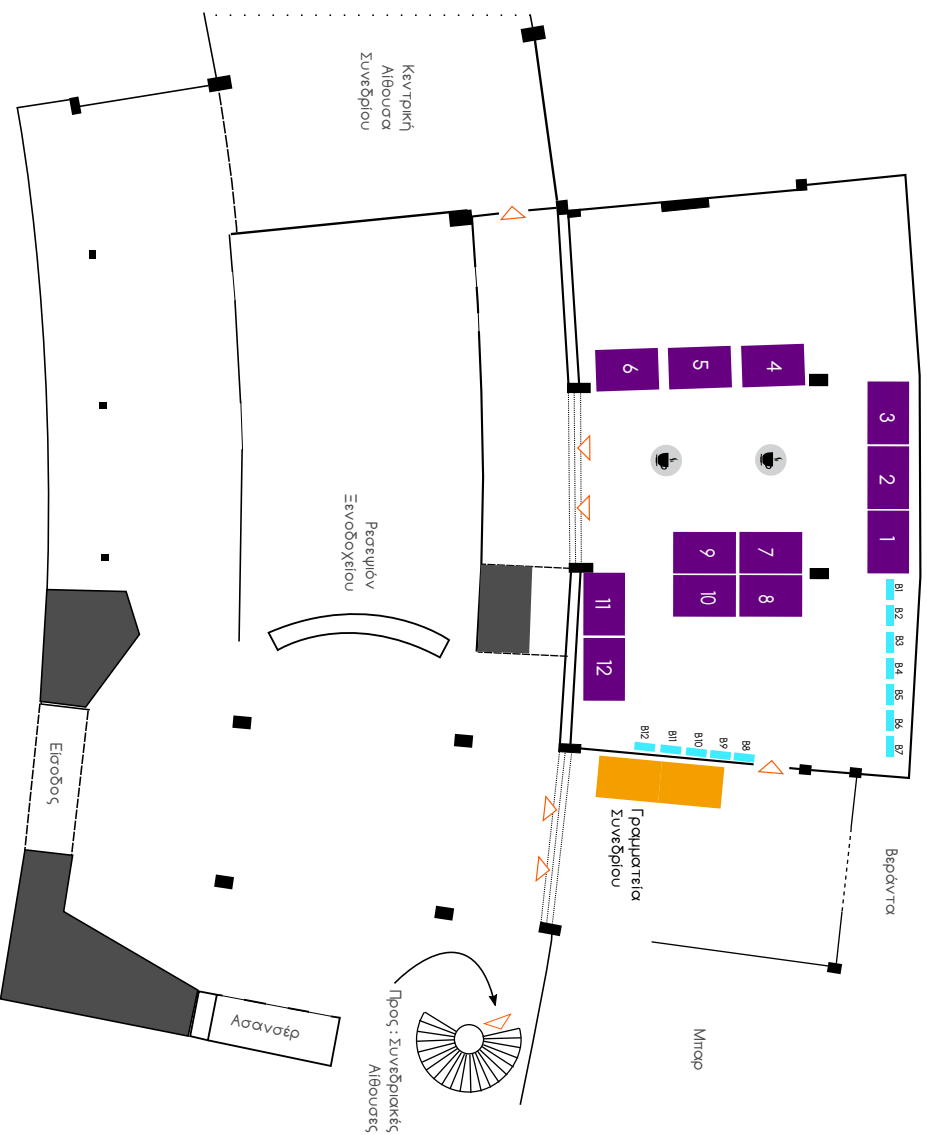 Κεντρική
Αίθουσα
Συνεδρίου
6
5
4
3
2
1
9
7
10
8
11
12
B1
B2
B3
B4
B5
B6
B7
B12
B11
B10
B9
B8
Ρεσεψιόν
Ξενοδοχείου
Είσοδος
Γραμματεία
Συνεδρίου
Βεράντα
Μπαρ
Ασανσέρ
Προς : Συνεδριακές
Αίθουσες